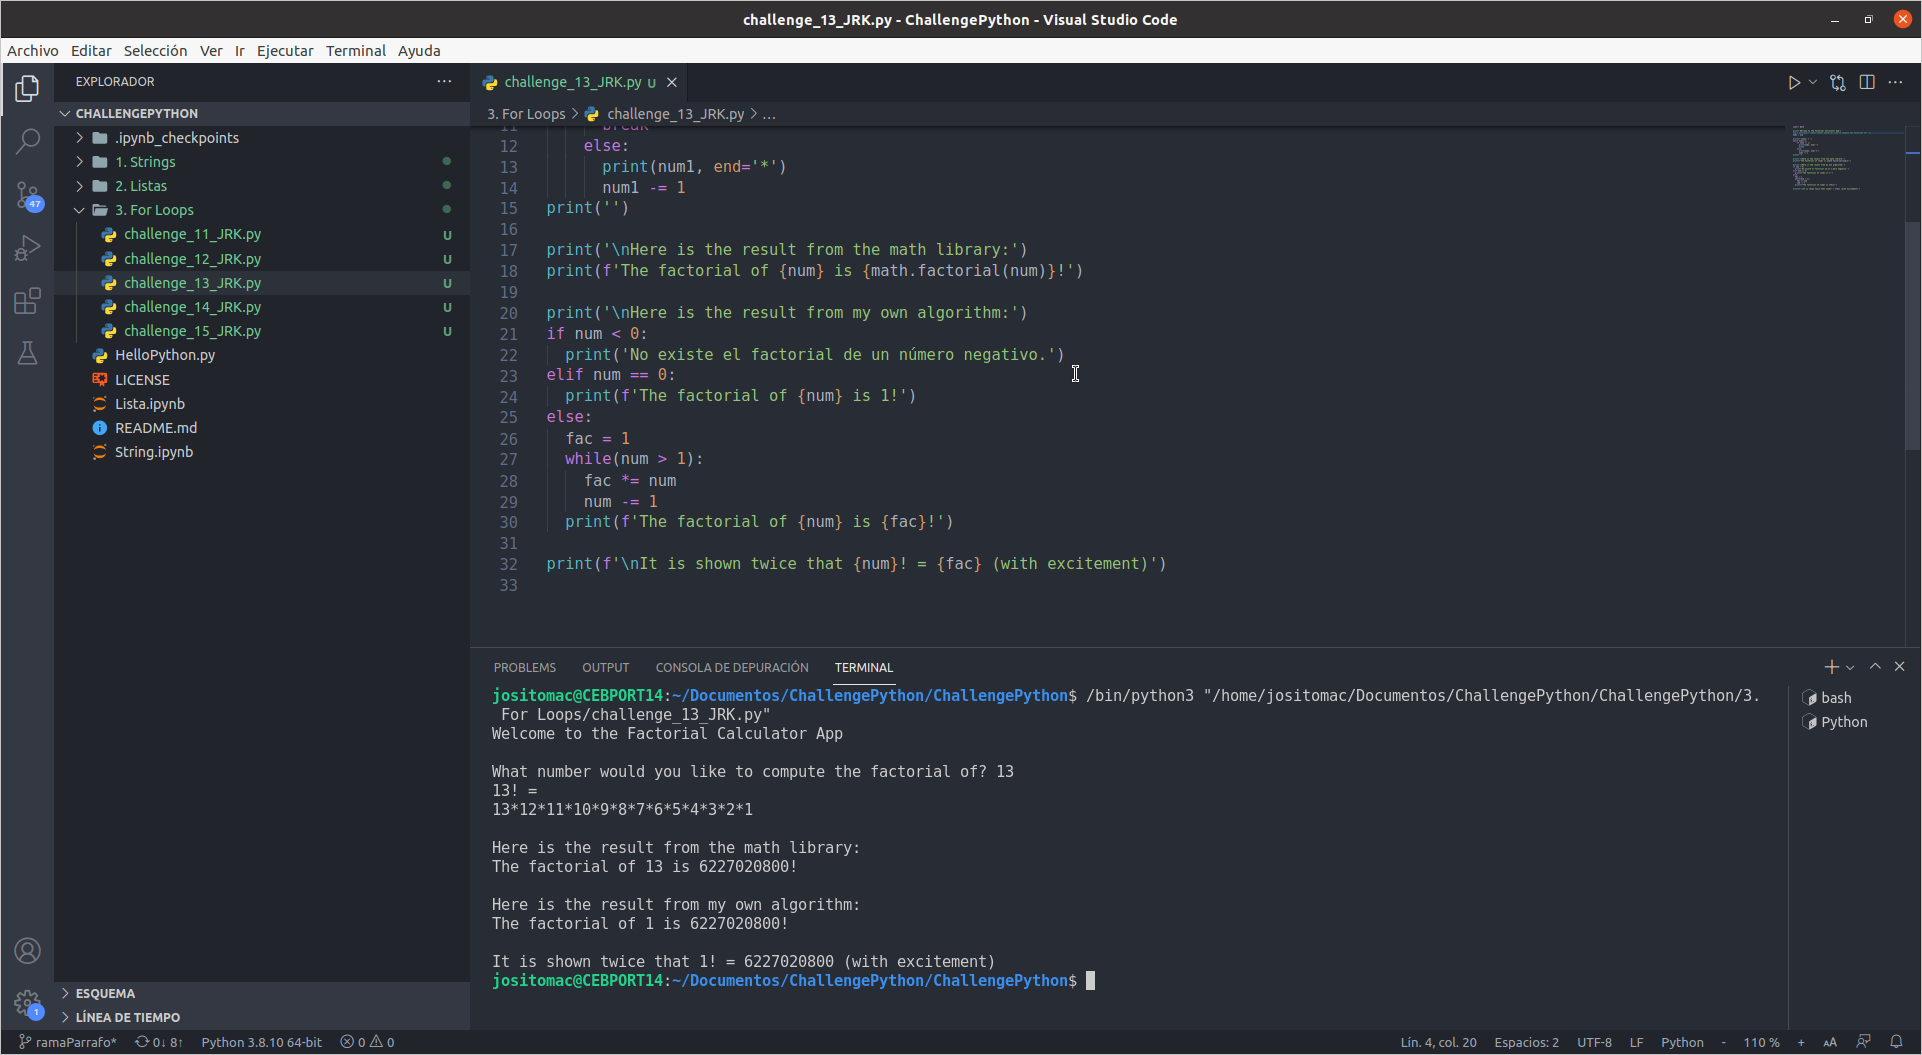 challenge_13_JRK.py - ChallengePython - Visual Studio Code
Archivo Editar Selección Ver Ir Ejecutar Terminal Ayuda
EXPLORADOR
CHALLENGEPYTHON
.ipynb_checkpoints
1. Strings
2. Listas
3. For Loops
challenge_11_JRK.py U
challenge_12_JRK.py U
challenge_13_JRK.py U
challenge_14_JRK.py U
challenge_15_JRK.py U
HelloPython.py
LICENSE
Lista.ipynb
README.md
String.ipynb
47
ESQUEMA
LÍNEA DE TIEMPO
1
challenge_13_JRK.py U
3. For Loops > challenge_13_JRK.py > ...
11 break
12 else:
13 print(num1, end='*')
14 num1 -= 1
15 print('')
16
17 print('\nHere is the result from the math library:')
18 print(f'The factorial of {num} is {math.factorial(num)}!')
19
20 print('\nHere is the result from my own algorithm:')
21 if num < 0:
22 print('No existe el factorial de un número negativo.')
23 elif num == 0:
24 print(f'The factorial of {num} is 1!')
25 else:
26 fac = 1
27 while(num > 1):
28 fac *= num
29 num -= 1
30 print(f'The factorial of {num} is {fac}!')
31
32 print(f'\nIt is shown twice that {num}! = {fac} (with excitement)')
33
PROBLEMS OUTPUT CONSOLA DE DEPURACIÓN TERMINAL
jositomac@CEBPORT14:~/Documentos/ChallengePython/ChallengePython$ /bin/python3 "/home/jositomac/Documentos/ChallengePython/ChallengePython/3.
For Loops/challenge_13_JRK.py"
Welcome to the Factorial Calculator App
What number would you like to compute the factorial of? 13
13! =
13*12*11*10*9*8*7*6*5*4*3*2*1
Here is the result from the math library:
The factorial of 13 is 6227020800!
Here is the result from my own algorithm:
The factorial of 1 is 6227020800!
It is shown twice that 1! = 6227020800 (with excitement)
jositomac@CEBPORT14:~/Documentos/ChallengePython/ChallengePython$
bash
Python
ramaParrafo* 0↓ 8↑ Python 3.8.10 64-bit 0 0 Lín. 4, col. 20 Espacios: 2 UTF-8 LF Python - 110 % + AA